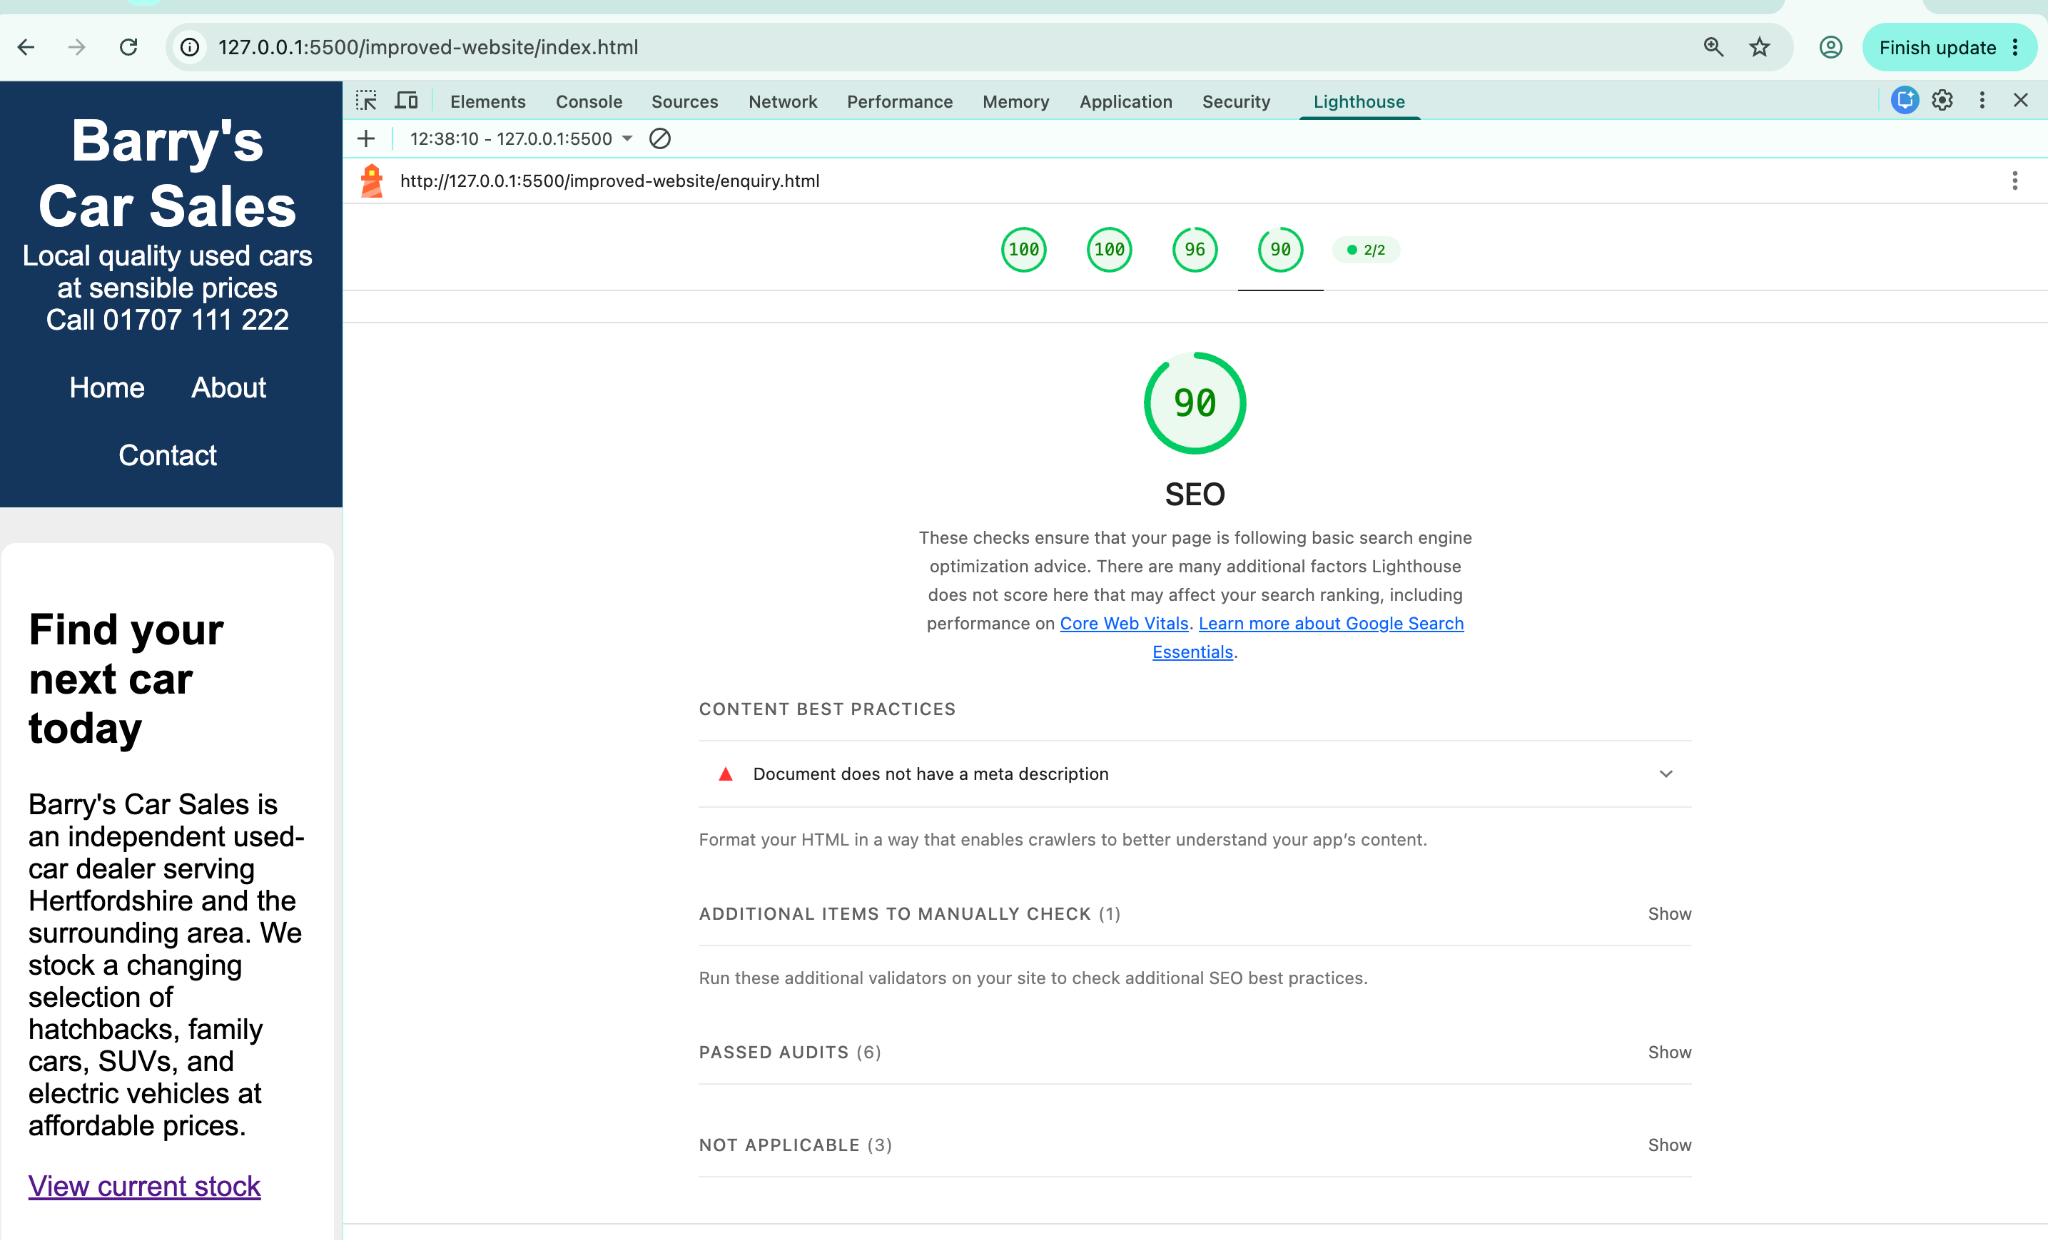 127.0.0.1:5500/improved-website/index.html
Finish update
Barry's
Car Sales
Local quality used cars
at sensible prices
Call 01707 111 222
Home About
Contact
Find your
next car
today
Barry's Car Sales is
an independent used-
car dealer serving
Hertfordshire and the
surrounding area. We
stock a changing
selection of
hatchbacks, family
cars, SUVs, and
electric vehicles at
affordable prices.
View current stock
Elements Console Sources Network Performance Memory Application Security Lighthouse
12:38:10 - 127.0.0.1:5500
http://127.0.0.1:5500/improved-website/enquiry.html
100 100 96 90 2/2
90
SEO
These checks ensure that your page is following basic search engine
optimization advice. There are many additional factors Lighthouse
does not score here that may affect your search ranking, including
performance on Core Web Vitals. Learn more about Google Search
Essentials.
CONTENT BEST PRACTICES
Document does not have a meta description
Format your HTML in a way that enables crawlers to better understand your app’s content.
ADDITIONAL ITEMS TO MANUALLY CHECK (1) Show
Run these additional validators on your site to check additional SEO best practices.
PASSED AUDITS (6) Show
NOT APPLICABLE (3) Show